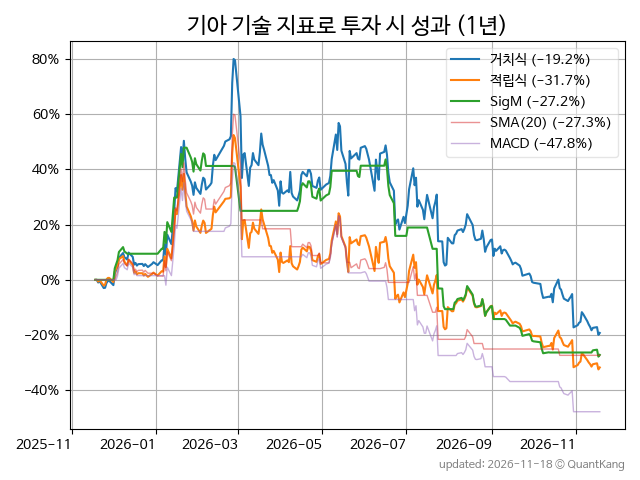 기아 기술 지표로 투자 시 성과 (1년)
거치식 (−19.2%)
적립식 (−31.7%)
SigM (−27.2%)
SMA(20) (−27.3%)
MACD (−47.8%)
80%
60%
40%
20%
0%
−20%
−40%
2025-11
2026-01
2026-03
2026-05
2026-07
2026-09
2026-11
updated: 2026-11-18 © QuantKang